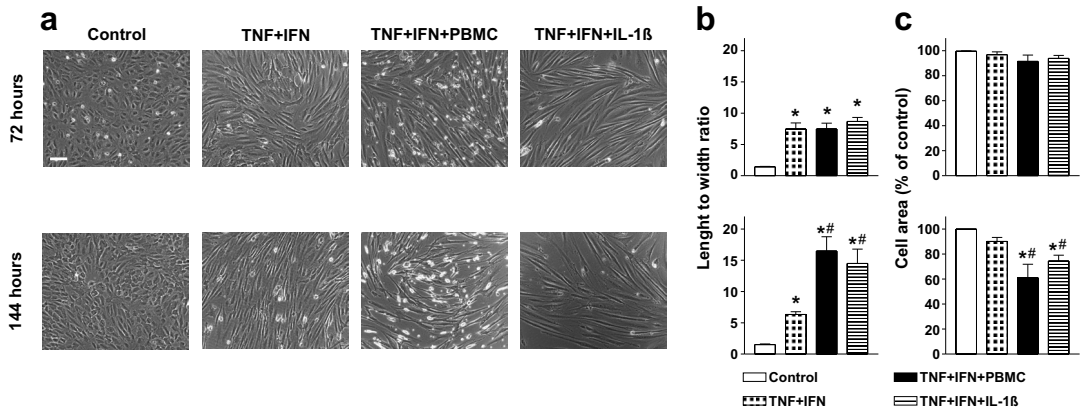 a
Control
TNF+IFN
TNF+IFN+PBMC
TNF+IFN+IL-1ß
72 hours
144 hours
b
Lenght to width ratio
20
15
10
5
0
* * *
20
15
10
5
0
* *# *#
c
Cell area (% of control)
100
80
60
40
20
0
100
80
60
40
100
*# *#
Control
TNF+IFN
TNF+IFN+PBMC
TNF+IFN+IL-1ß